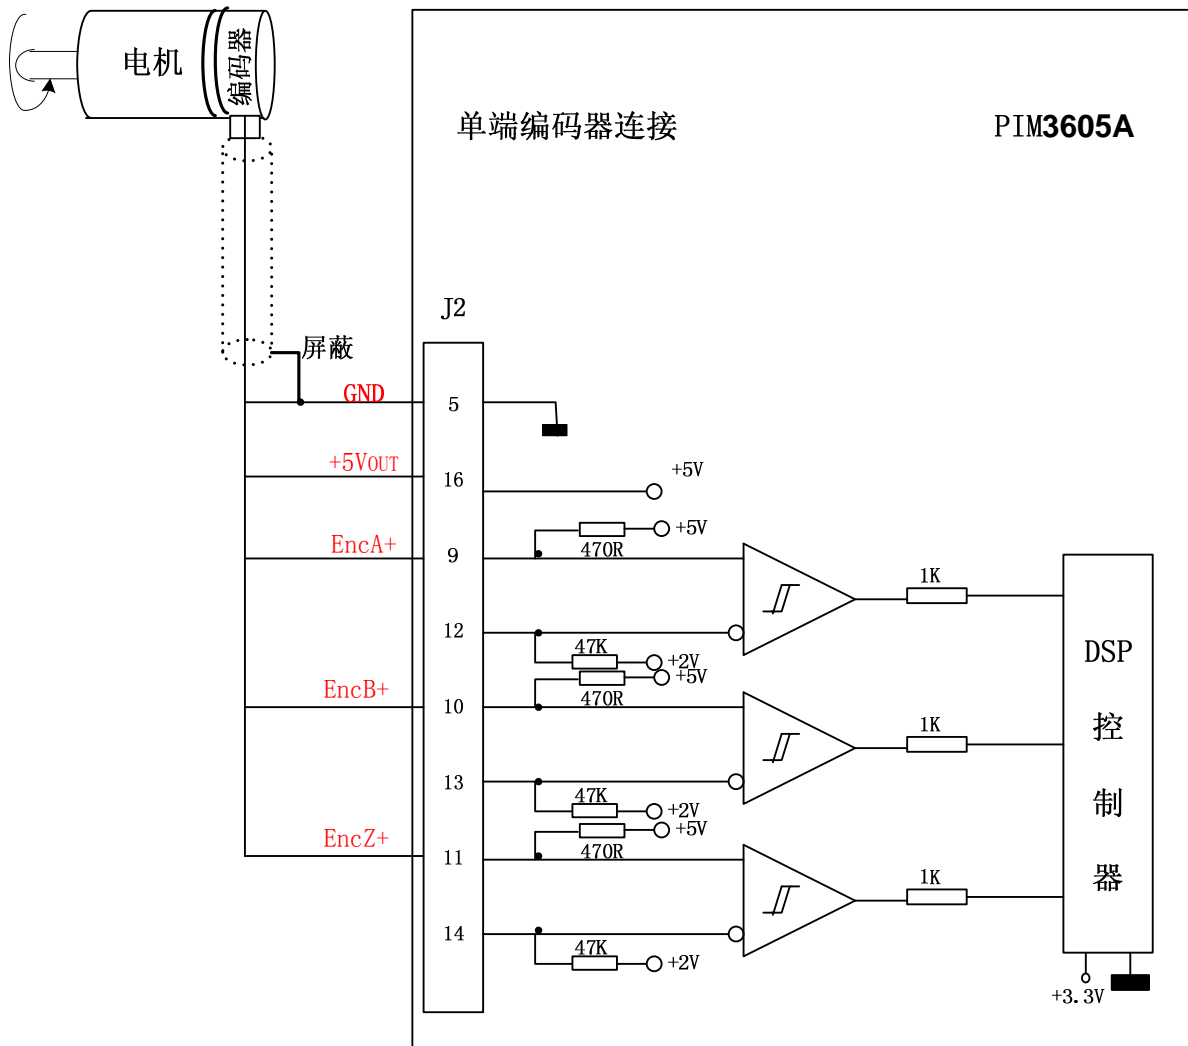 电机
编码器
单端编码器连接
PIM3605A
J2
屏蔽
GND
5
+5VOUT
16
+5V
+5V
EncA+
9
470R
1K
12
47K
+2V
DSP
控
制
器
+5V
EncB+
10
470R
1K
13
47K
+2V
+5V
EncZ+
11
470R
1K
14
47K
+2V
+3.3V